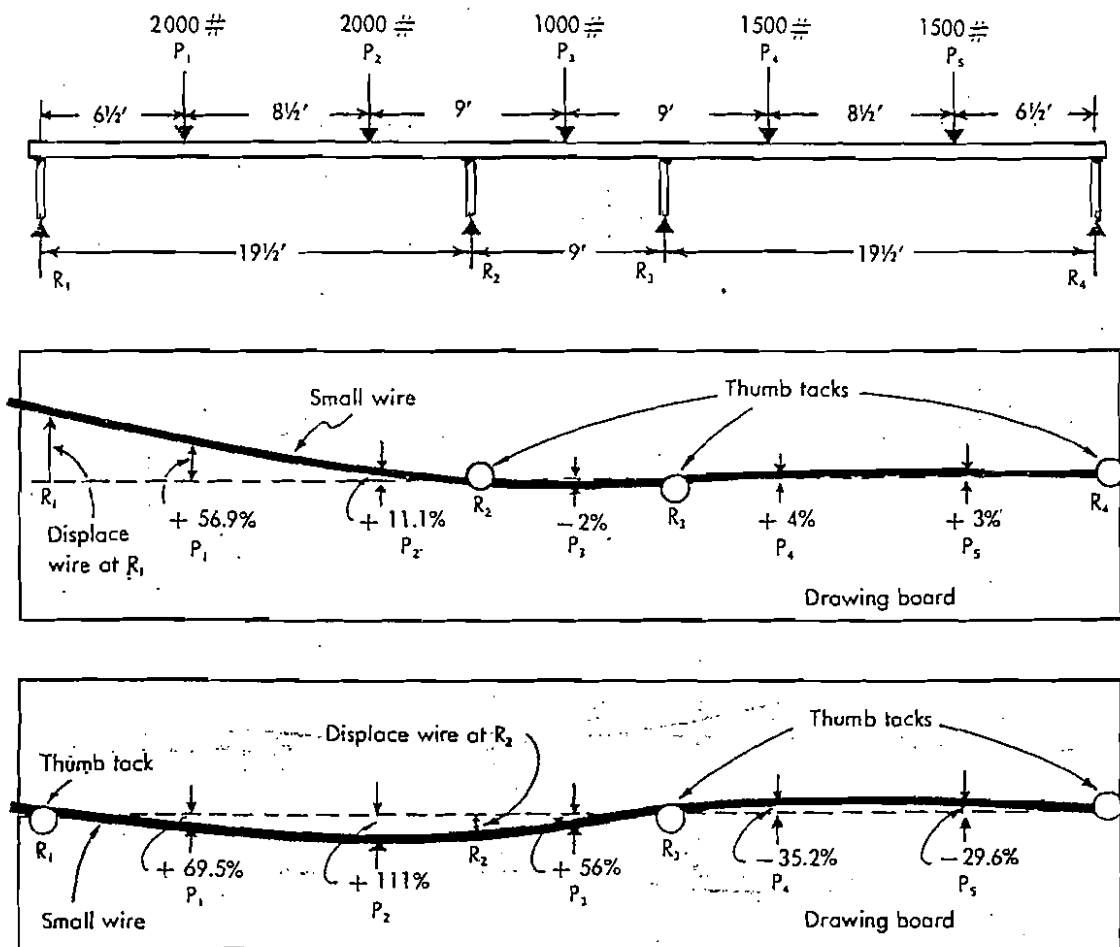 2000 # 2000 # 1000 # 1500 # 1500 #
P₁ P₂ P₃ P₄ P₅
6½' 8½' 9' 9' 8½' 6½'
19½' 9' 19½'
R₁ R₂ R₃ R₄
Small wire
Thumb tacks
R₁ R₂ R₃ R₄
Displace
wire at R₁
+ 56.9% + 11.1% −2% + 4% + 3%
P₁ P₂ P₃ P₄ P₅
Drawing board
Displace wire at R₂
Thumb tacks
Thumb tack
R₁ R₂ R₃ R₄
+ 69.5% + 111% + 56% − 35.2% − 29.6%
P₁ P₂ P₃ P₄ P₅
Small wire
Drawing board